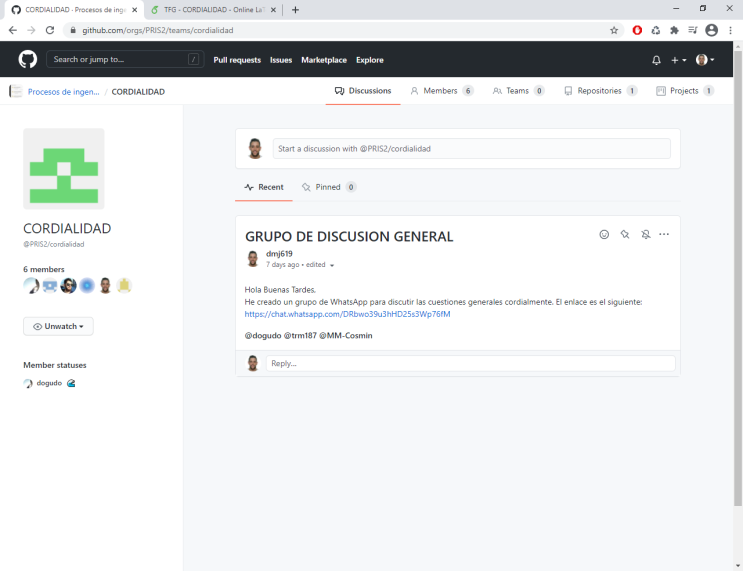 CORDIALIDAD · Procesos de inge
TFG - CORDIALIDAD - Online LaT
github.com/orgs/PRIS2/teams/cordialidad
Search or jump to...
/
Pull requests Issues Marketplace Explore
Procesos de ingen... / CORDIALIDAD
Discussions
Members 6
Teams 0
Repositories 1
Projects 1
CORDIALIDAD
@PRIS2/cordialidad
6 members
Unwatch
Member statuses
dogudo
Start a discussion with @PRIS2/cordialidad
Recent
Pinned 0
GRUPO DE DISCUSION GENERAL
dmj619
7 days ago • edited
Hola Buenas Tardes.
He creado un grupo de WhatsApp para discutir las cuestiones generales cordialmente. El enlace es el siguiente:
https://chat.whatsapp.com/DRbwo39u3hHD25s3Wp76fM
@dogudo @trm187 @MM-Cosmin
Reply...